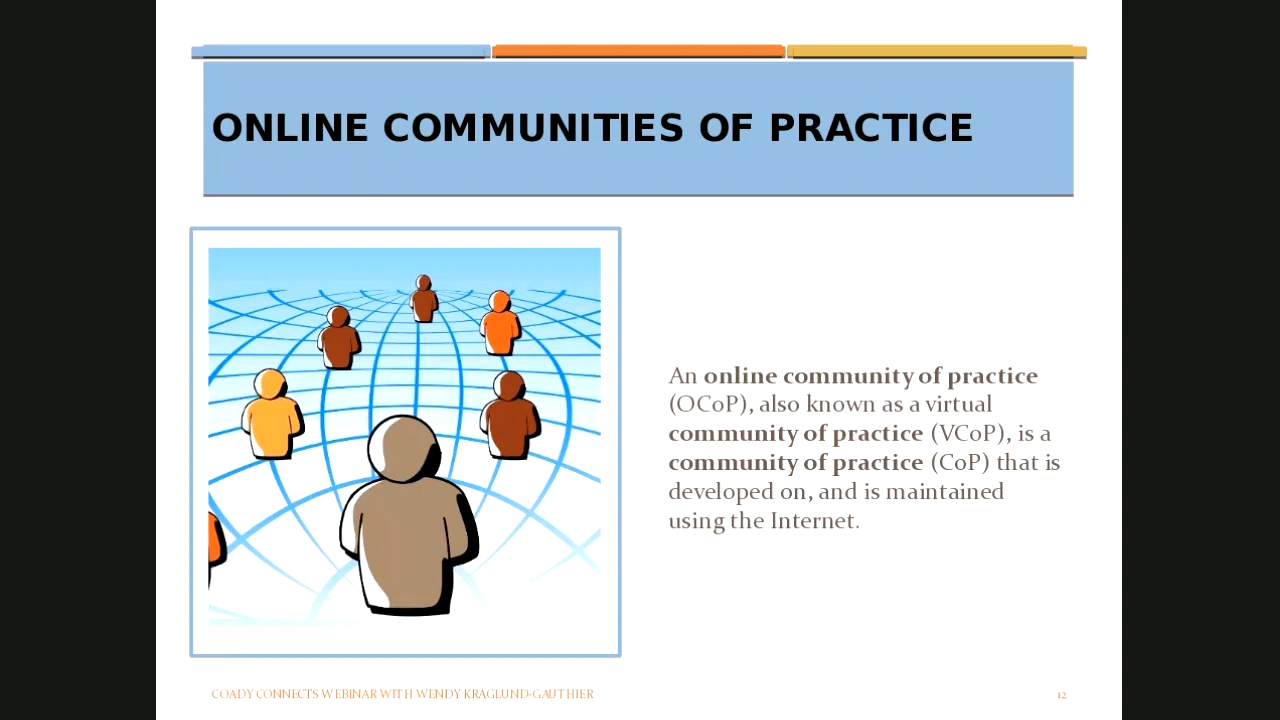 ONLINE COMMUNITIES OF PRACTICE
An online community of practice
(OCoP), also known as a virtual
community of practice (VCoP), is a
community of practice (CoP) that is
developed on, and is maintained
using the Internet.
COADY CONNECTS WEBINAR WITH WENDY KRAGLUND-GAUTHIER
12